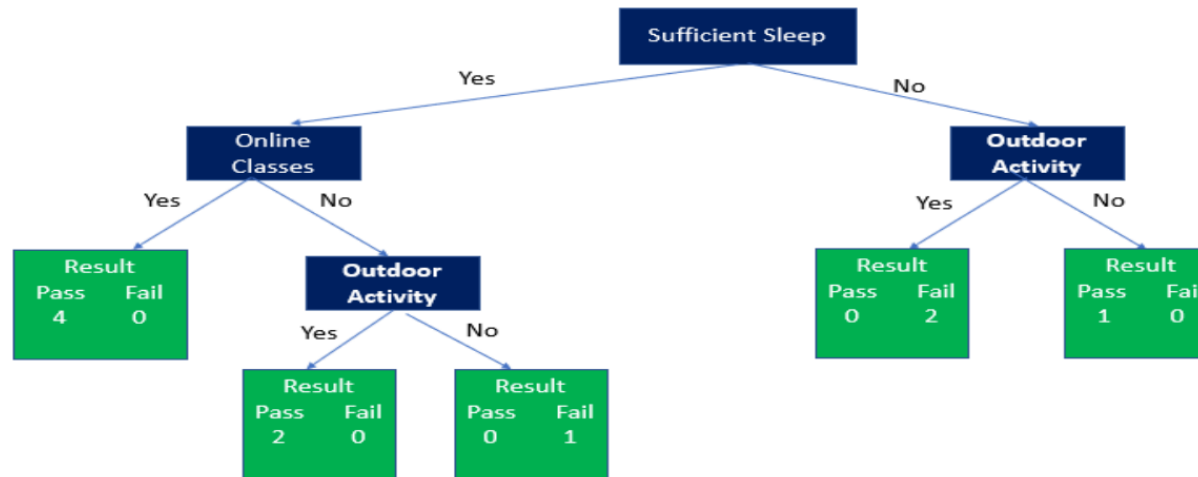 Sufficient Sleep
Yes
No
Online
Classes
Outdoor
Activity
Yes
No
Yes
No
Result
Pass Fail
4 0
Outdoor
Activity
Result
Pass Fail
0 2
Result
Pass Fai
1 0
Yes
No
Result
Pass Fail
2 0
Result
Pass Fail
0 1